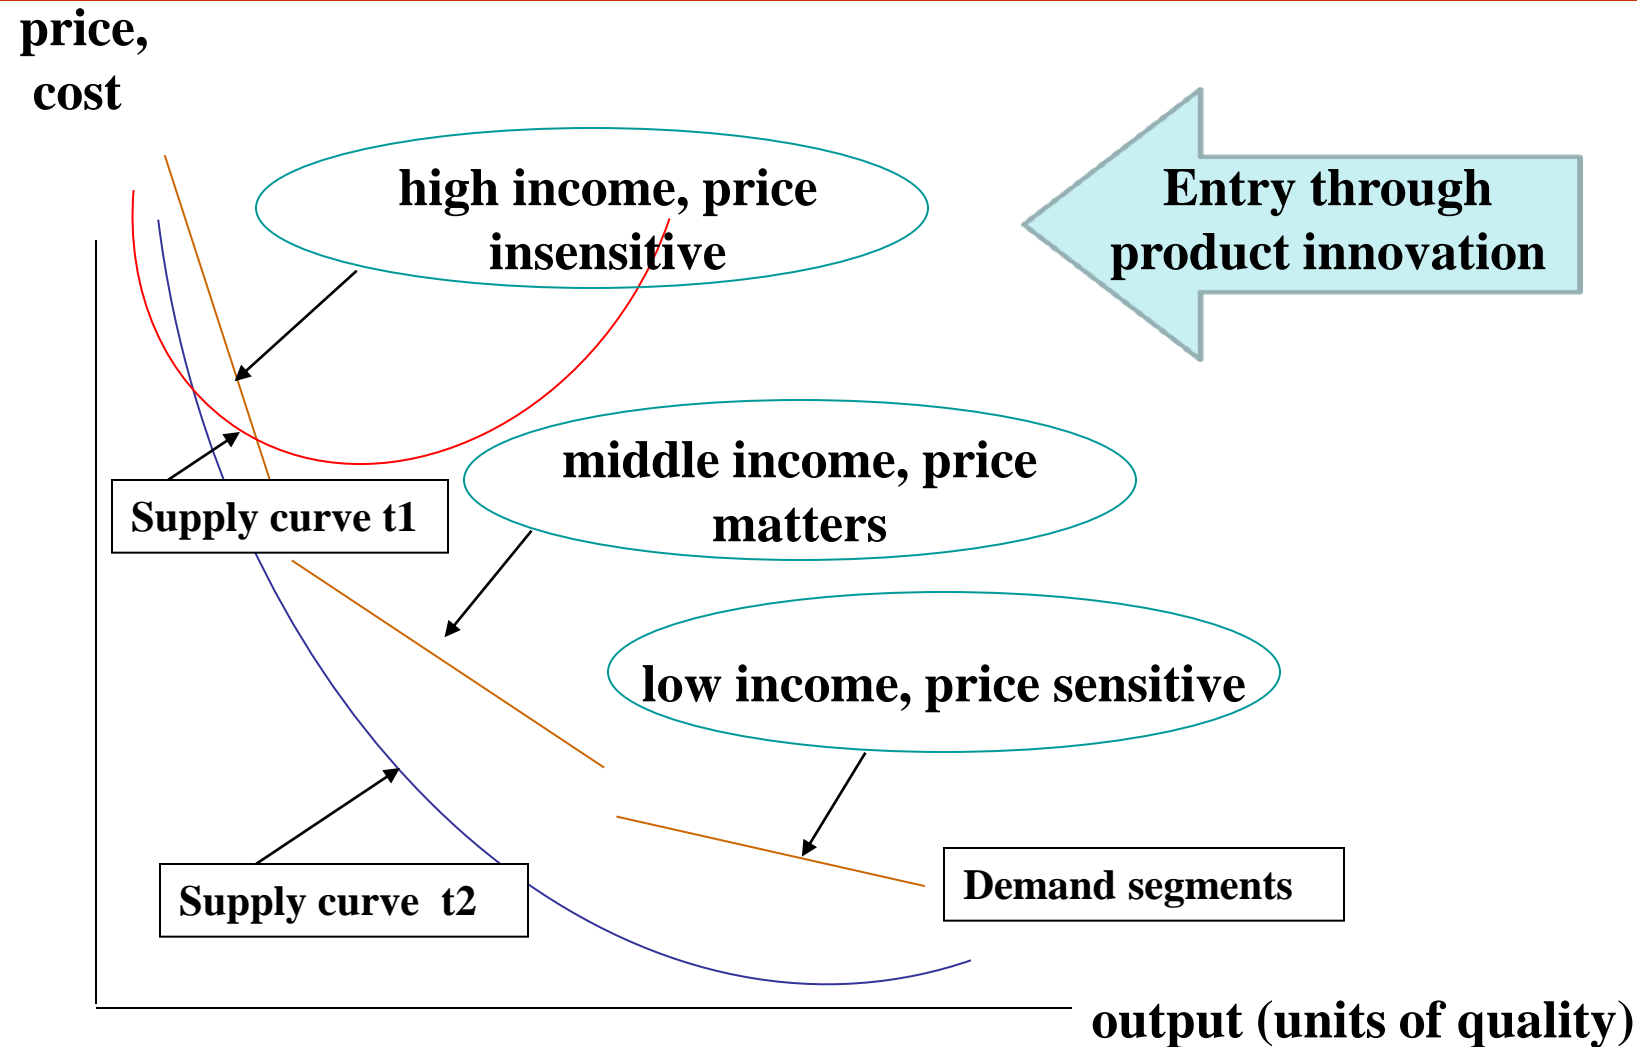 price,
cost
high income, price
insensitive
Entry through
product innovation
middle income, price
matters
Supply curve t1
low income, price sensitive
Supply curve  t2
Demand segments
output (units of quality)